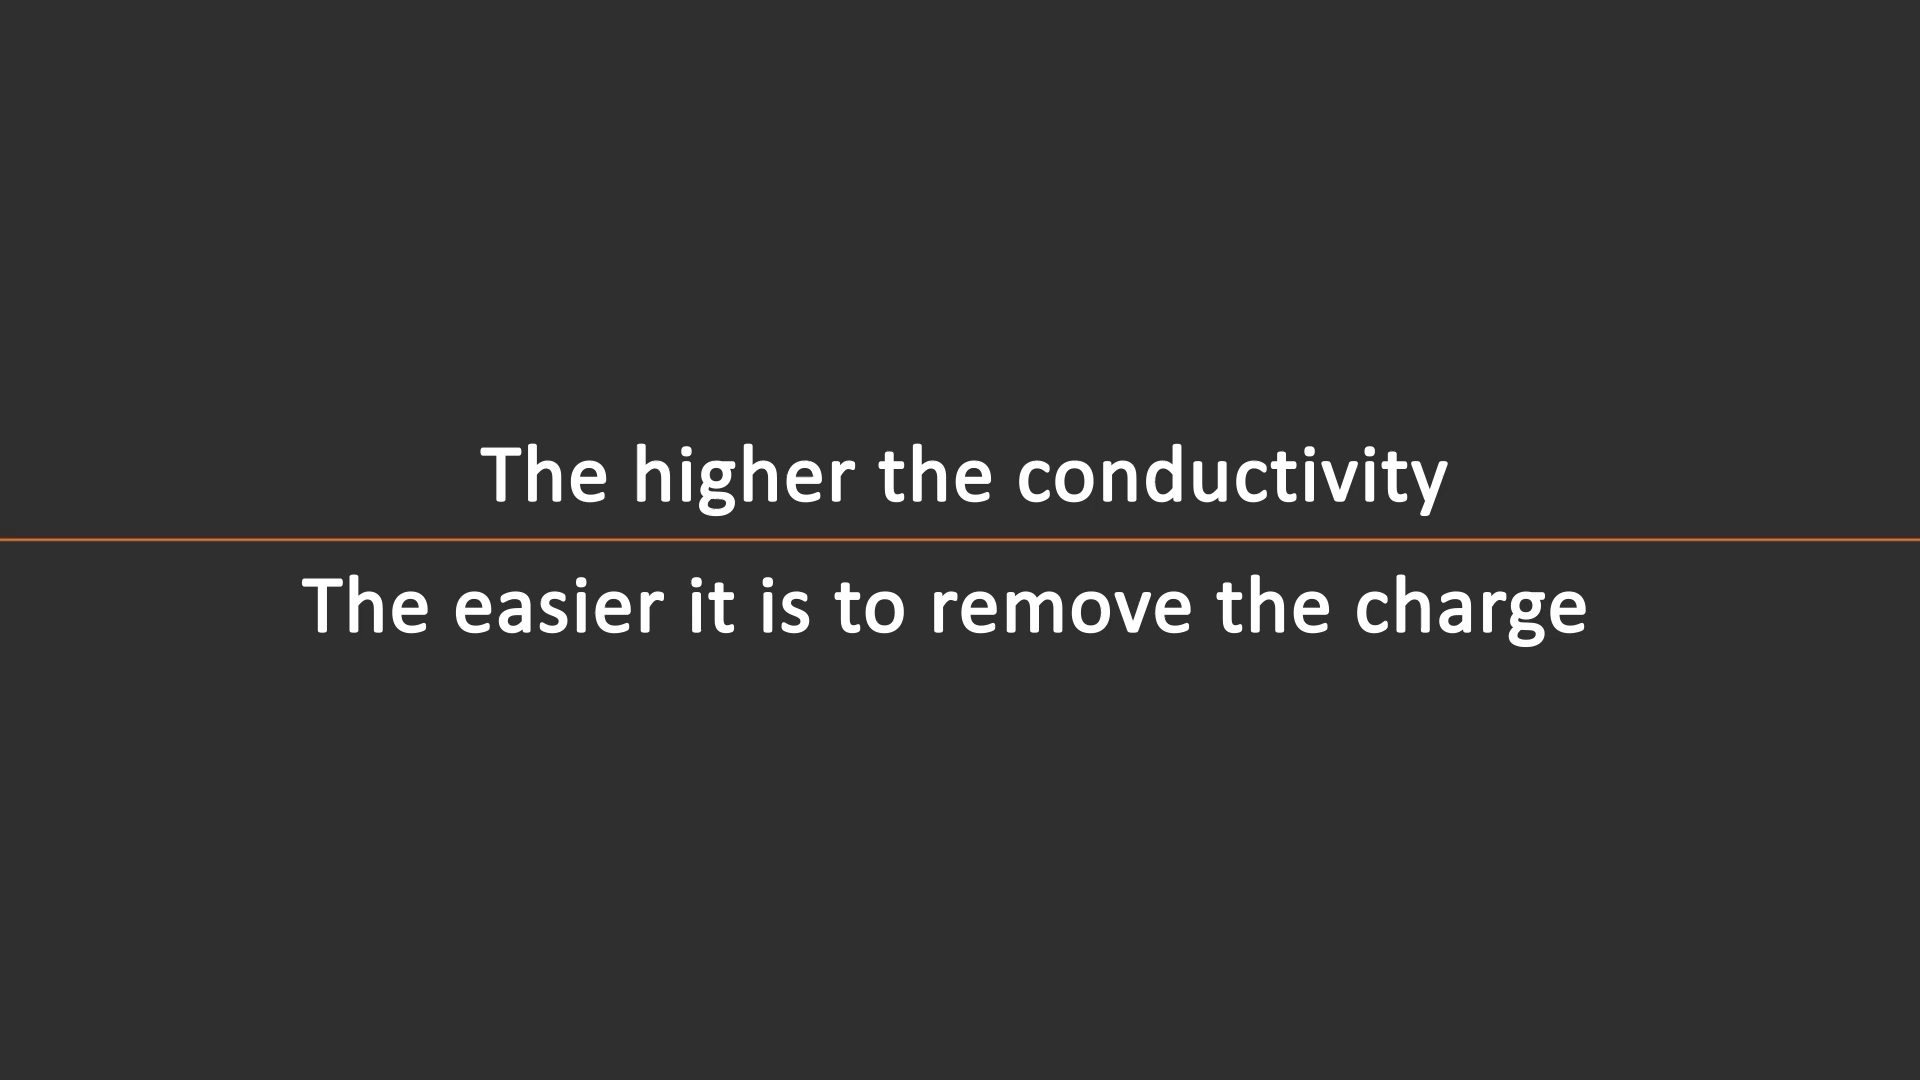 The higher the conductivity
The easier it is to remove the charge